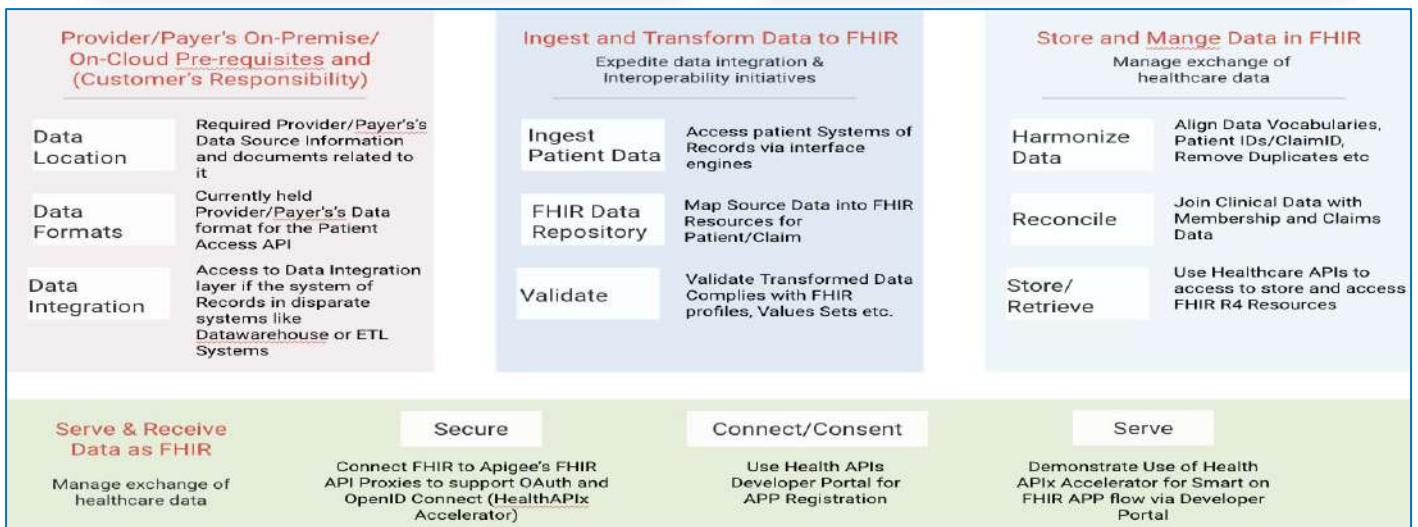 Provider/Payer's On-Premise/
On-Cloud Pre-requisites and
(Customer's Responsibility)
Data
Location
Required Provider/Payer's's
Data Source Information
and documents related to
it
Data
Formats
Currently held
Provider/Payer's's Data
format for the Patient
Access API
Data
Integration
Access to Data Integration
layer if the system of
Records in disparate
systems like
Datawarehouse or ETL
Systems
Ingest and Transform Data to FHIR
Expedite data integration &
Interoperability initiatives
Ingest
Patient Data
Access patient Systems of
Records via interface
engines
FHIR Data
Repository
Map Source Data into FHIR
Resources for
Patient/Claim
Validate
Validate Transformed Data
Complies with FHIR
profiles, Values Sets etc.
Store and Mange Data in FHIR
Manage exchange of
healthcare data
Harmonize
Data
Align Data Vocabularies,
Patient IDs/ClaimID,
Remove Duplicates etc
Reconcile
Join Clinical Data with
Membership and Claims
Data
Store/
Retrieve
Use Healthcare APIs to
access to store and access
FHIR R4 Resources
Serve & Receive
Data as FHIR
Manage exchange of
healthcare data
Secure
Connect FHIR to Apigee's FHIR
API Proxies to support OAuth and
OpenID Connect (HealthAPIx
Accelerator)
Connect/Consent
Use Health APIs
Developer Portal for
APP Registration
Serve
Demonstrate Use of Health
APIx Accelerator for Smart on
FHIR APP flow via Developer
Portal